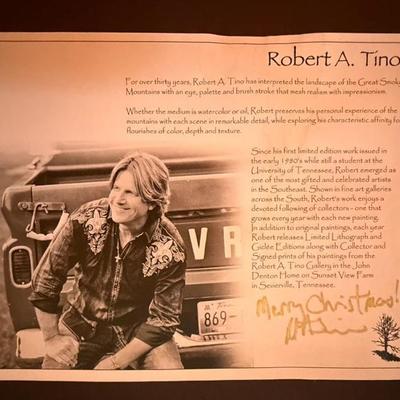 Robert A. Tino
For over thirty years, Robert A. Tino has interpreted the landscape of the Great Smoky
Mountains with an eye, palette and brush stroke that mesh realism with impressionism.
Whether the medium is watercolor or oil, Robert preserves his personal experience of the
mountains with each scene in remarkable detail, while exploring his characteristic affinity for
flourishes of color, depth and texture.
Since his first limited edition work issued in
the early 1980's while still a student at the
University of Tennessee, Robert emerged as
one of the most gifted and celebrated artists
in the Southeast. Shown in fine art galleries
across the South, Robert's work enjoys a
devoted following of collectors - one that
grows every year with each new painting.
In addition to original paintings, each year
Robert releases Limited Lithograph and
Giclée Editions along with Collector and
Signed prints of his paintings from the
Robert A. Tino Gallery in the John
Denton Home on Sunset View Farm
in Sevierville, Tennessee.
VR
869
Merry Christmas!